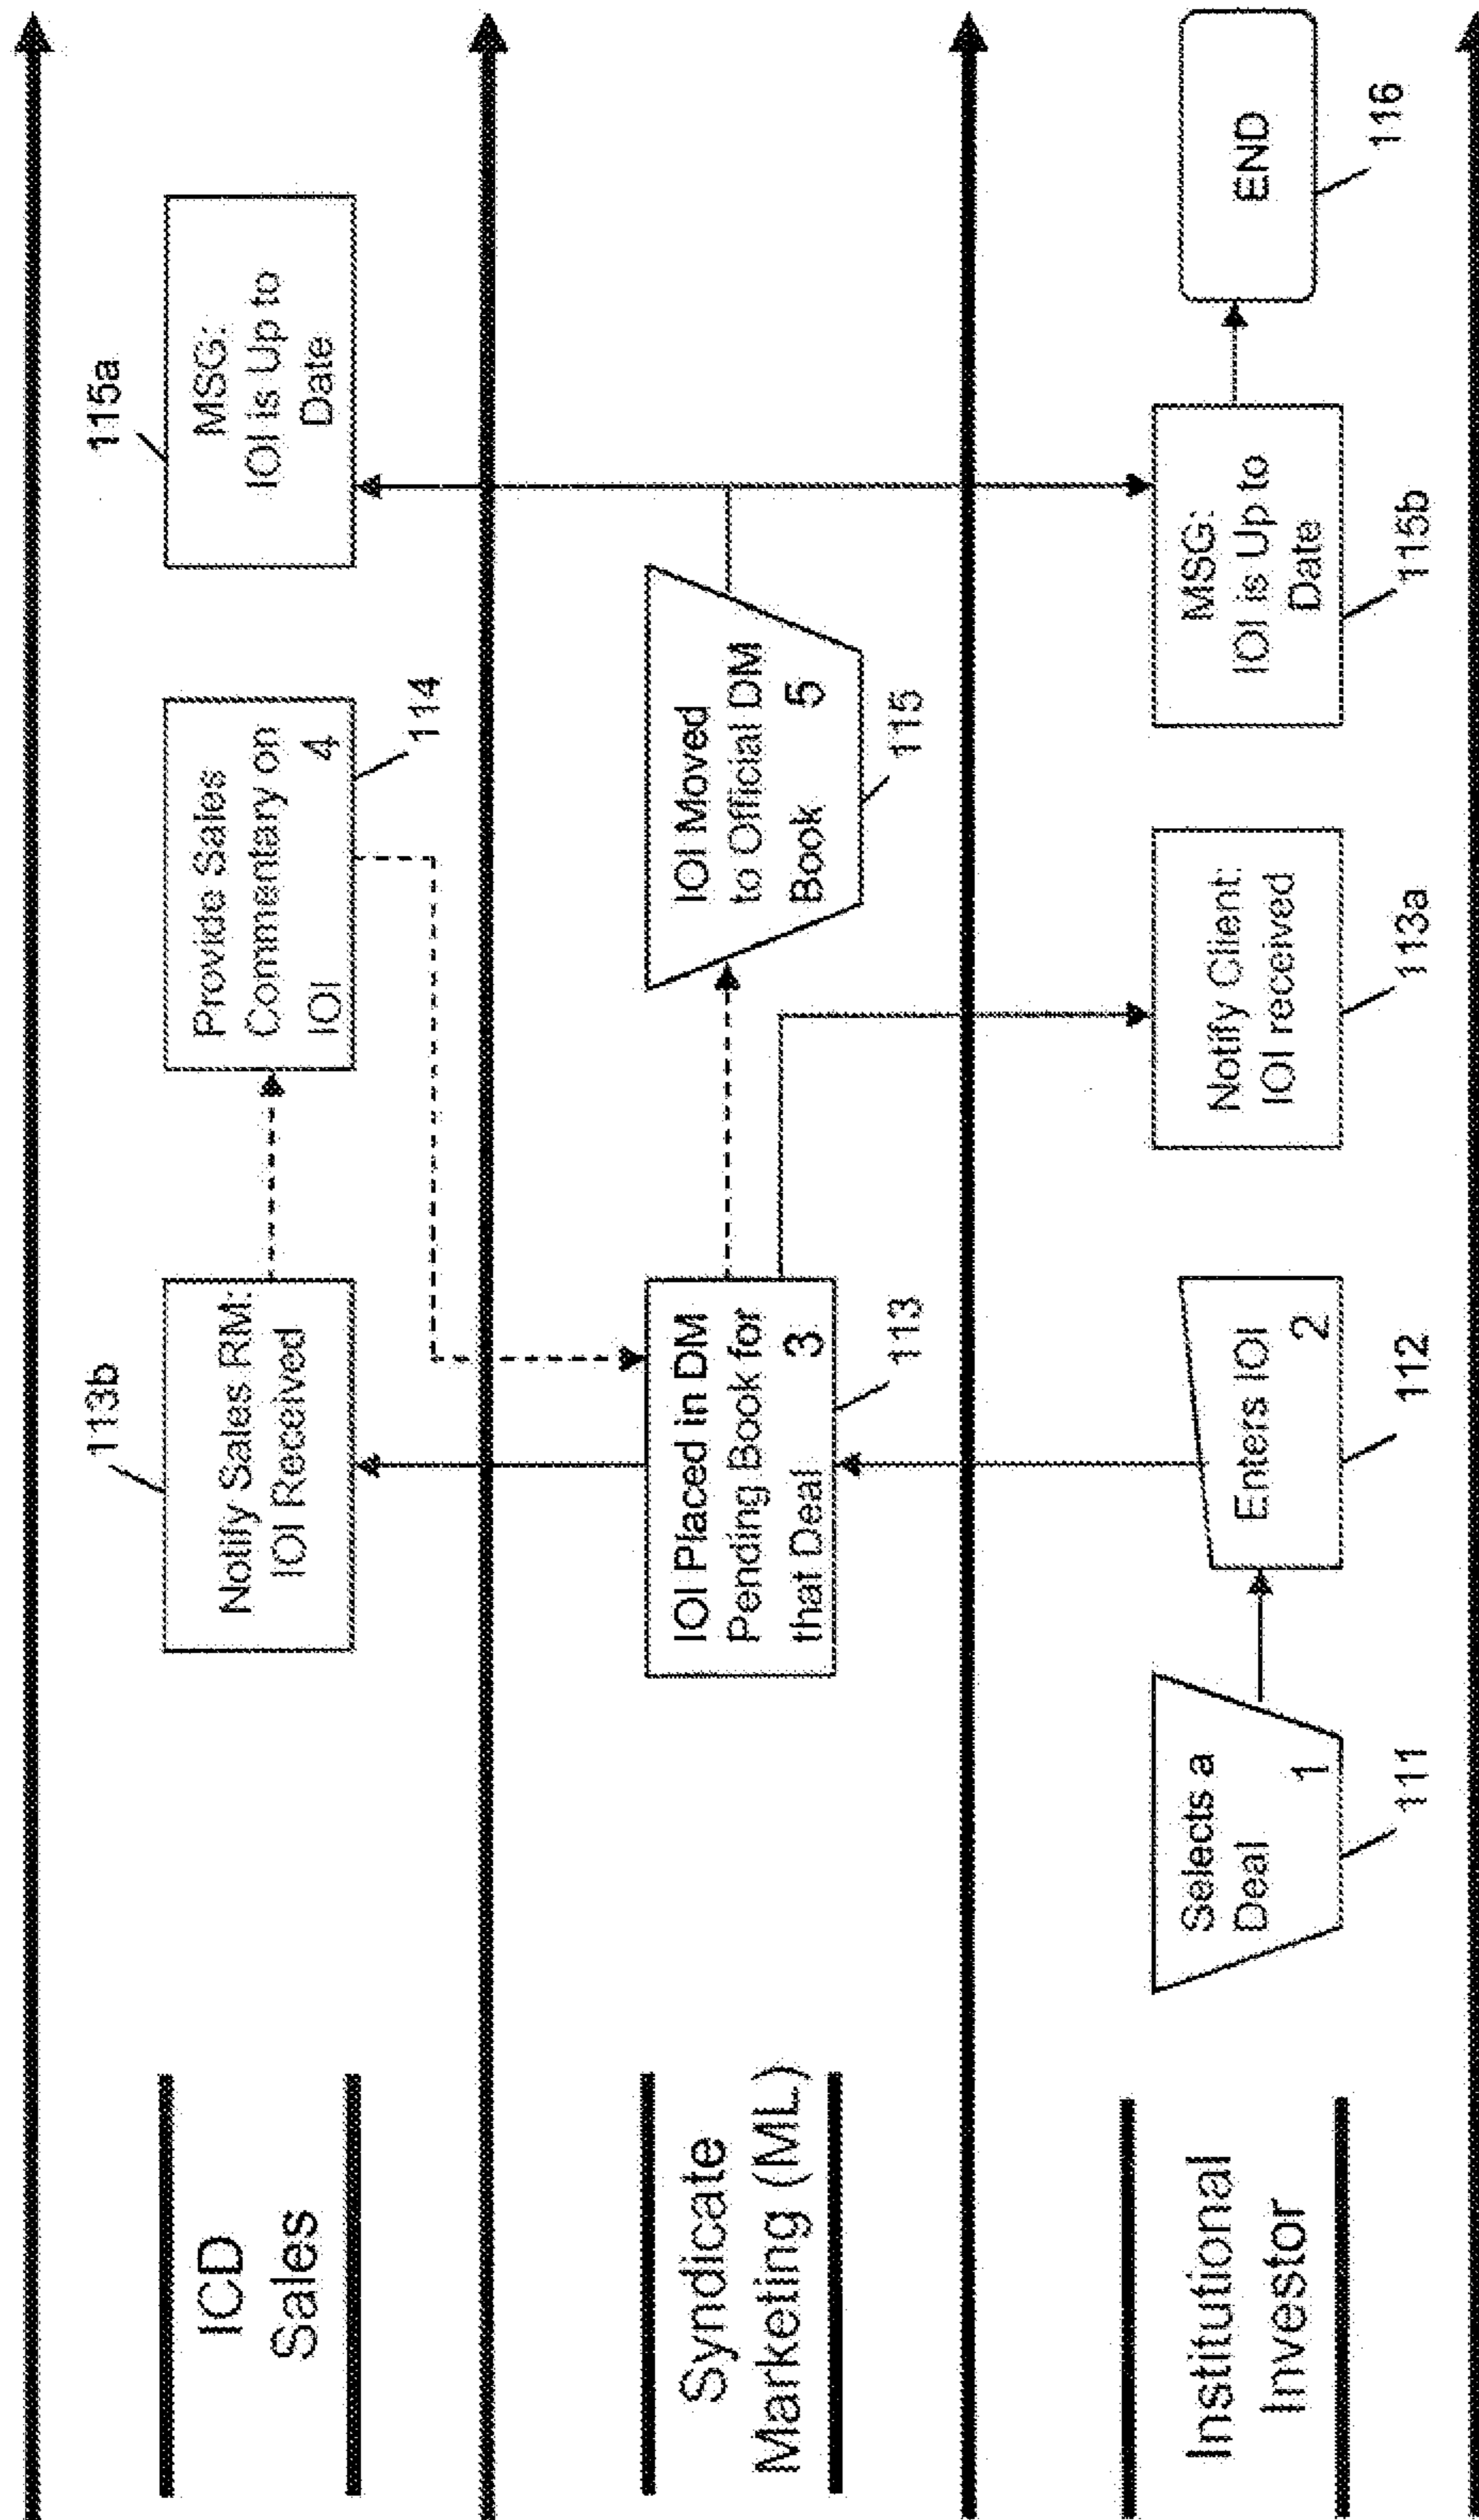 ICD
Sales
113b
Notify Sales RM:
IOI Received
Provide Sales
Commentary on
IOI 4
114
115a
MSG:
IOI is Up to
Date
Syndicate
Marketing (ML)
IOI Placed in DM
Pending Book for
that Deal 3
113
IOI Moved
to Official DM
Book 5
115
Institutional
Investor
Selects a
Deal 1
111
Enters IOI
2
112
Notify Client:
IOI received
113a
MSG:
IOI is Up to
Date
115b
END
116